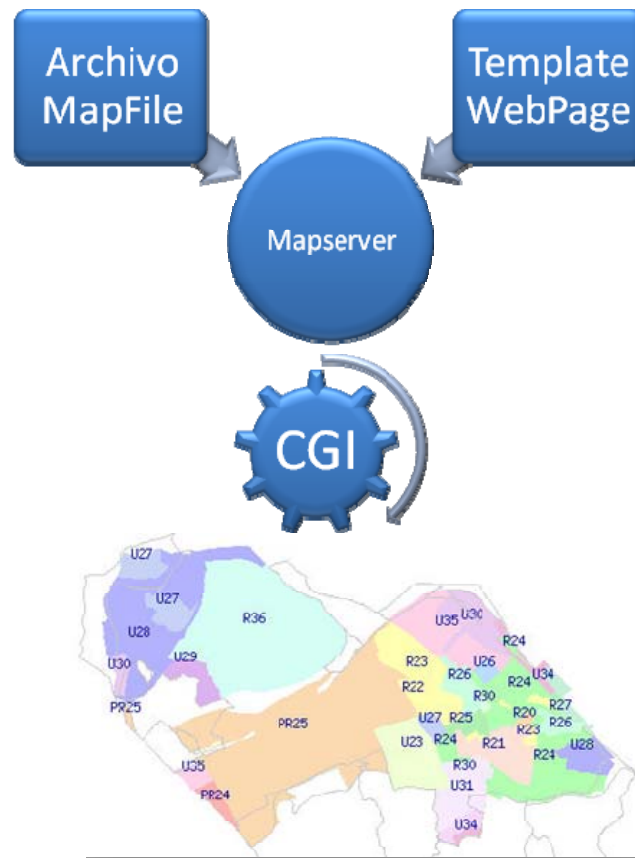 Archivo
MapFile
Template
WebPage
Mapserver
CGI
U27
U27
R36
U28
U29
U30
PR25
PR25
U35
PR24
U35
U30
R24
R23
U26
R26
R24
U34
R22
R30
R27
R20
R26
U27
R25
R23
U23
R24
R21
R24
U28
R30
U31
U34